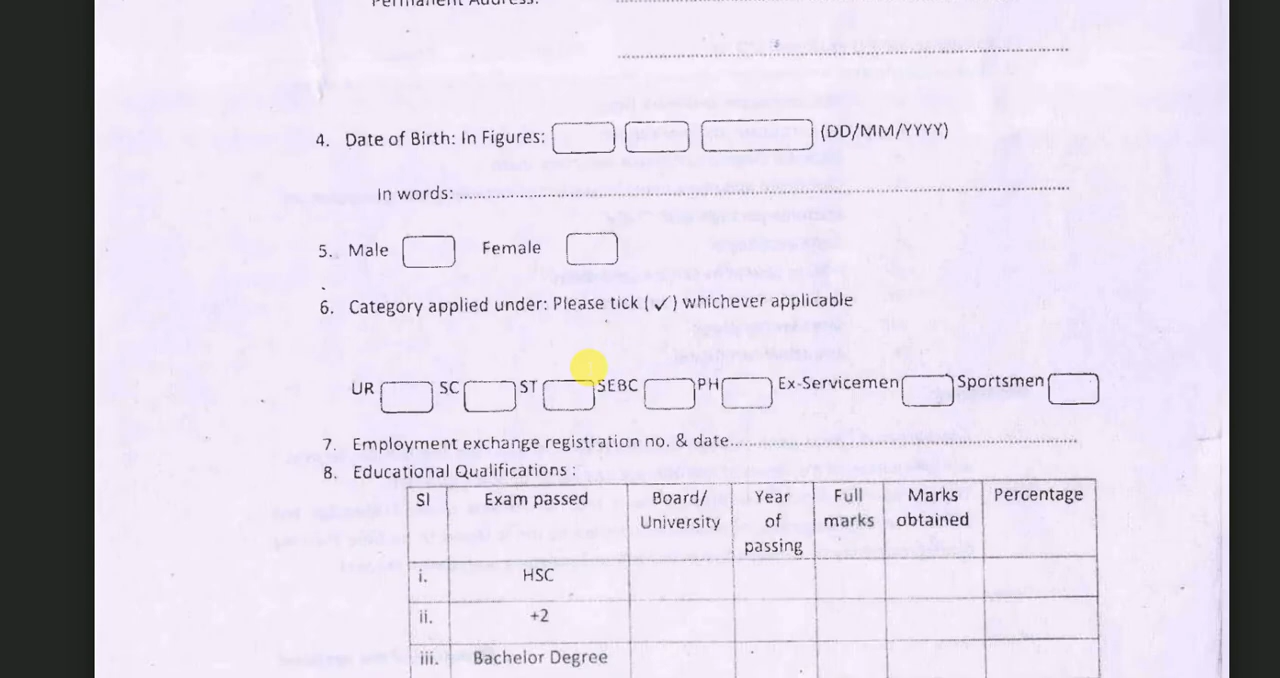 Permanent Address: ....................
....................
4. Date of Birth: In Figures: (DD/MM/YYYY)
In words: ....................
5. Male Female
6. Category applied under: Please tick (✓) whichever applicable
UR SC ST SEBC PH Ex-Servicemen Sportsmen
7. Employment exchange registration no. & date....................
8. Educational Qualifications :
Sl Exam passed Board/ University Year of passing Full marks Marks obtained Percentage
i. HSC
ii. +2
iii. Bachelor Degree